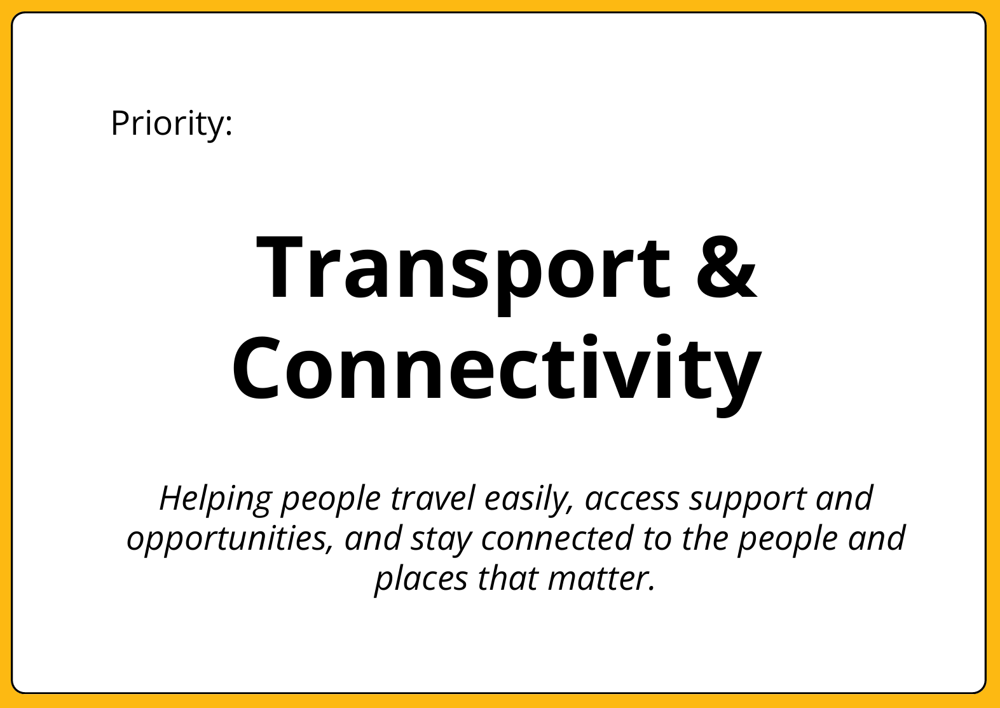 Priority:
Transport &
Connectivity
Helping people travel easily, access support and
opportunities, and stay connected to the people and
places that matter.